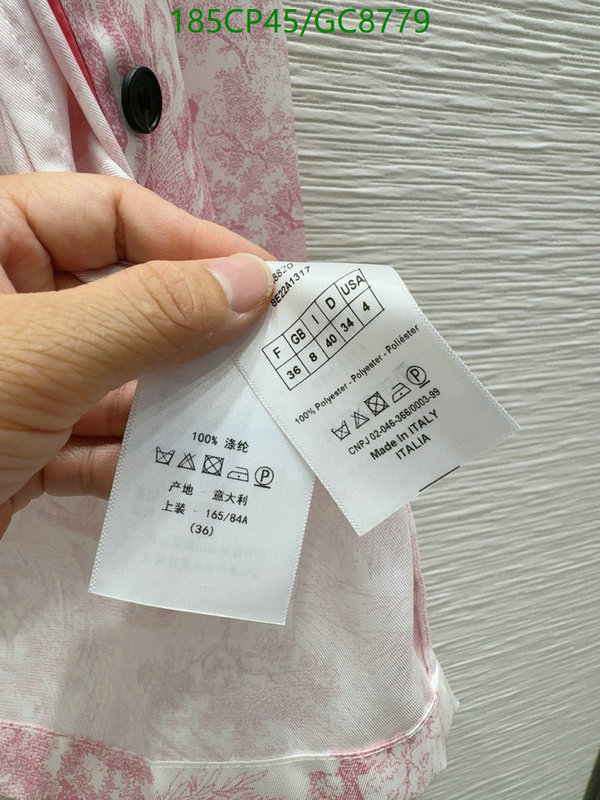 185CP45/GC8779
8E22A1317
F GB I D USA
36 8 40 34 4
100% Polyester - Polyester - Poliéster
CNPJ 02-046-366/0003-99
Made in ITALY
ITALIA
100% 涤纶
产地 - 意大利
上装 - 165/84A
(36)